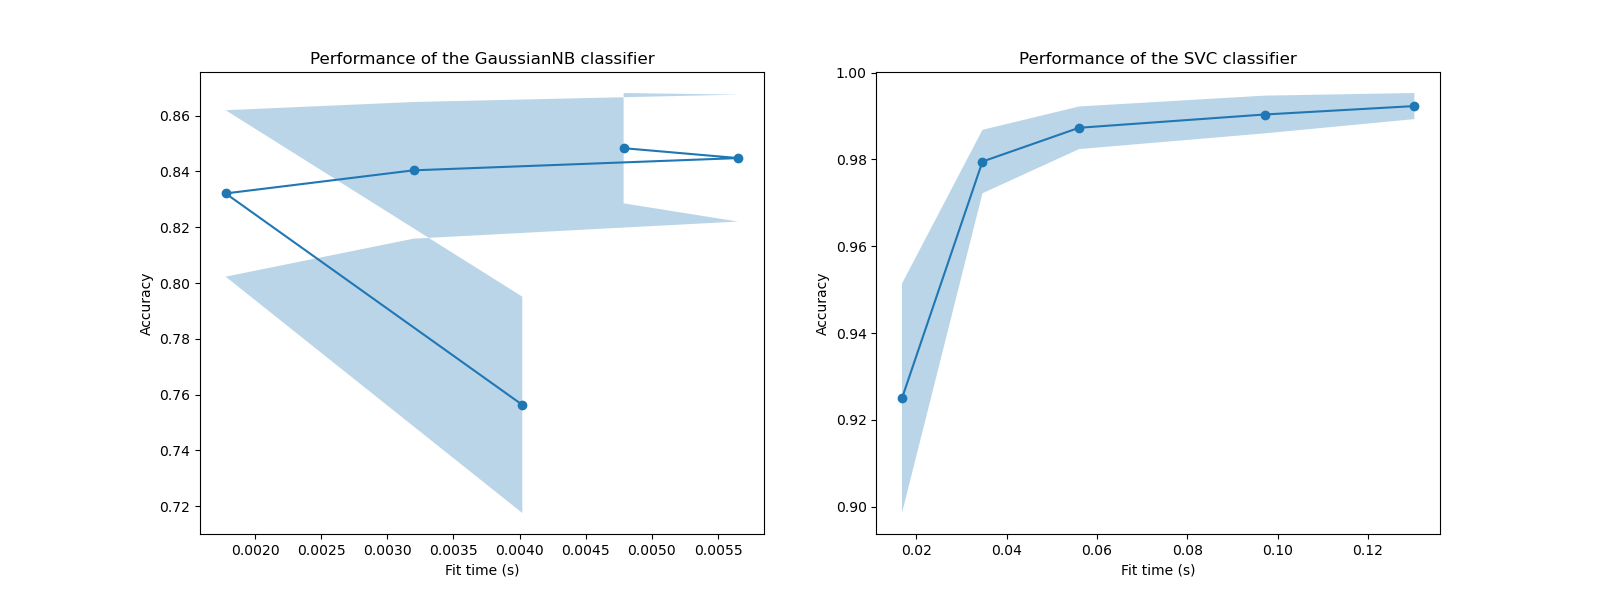 Performance of the GaussianNB classifier
0.86
0.84
0.82
0.80
0.78
0.76
0.74
0.72
Accuracy
0.0020 0.0025 0.0030 0.0035 0.0040 0.0045 0.0050 0.0055
Fit time (s)
Performance of the SVC classifier
1.00
0.98
0.96
0.94
0.92
0.90
Accuracy
0.02 0.04 0.06 0.08 0.10 0.12
Fit time (s)